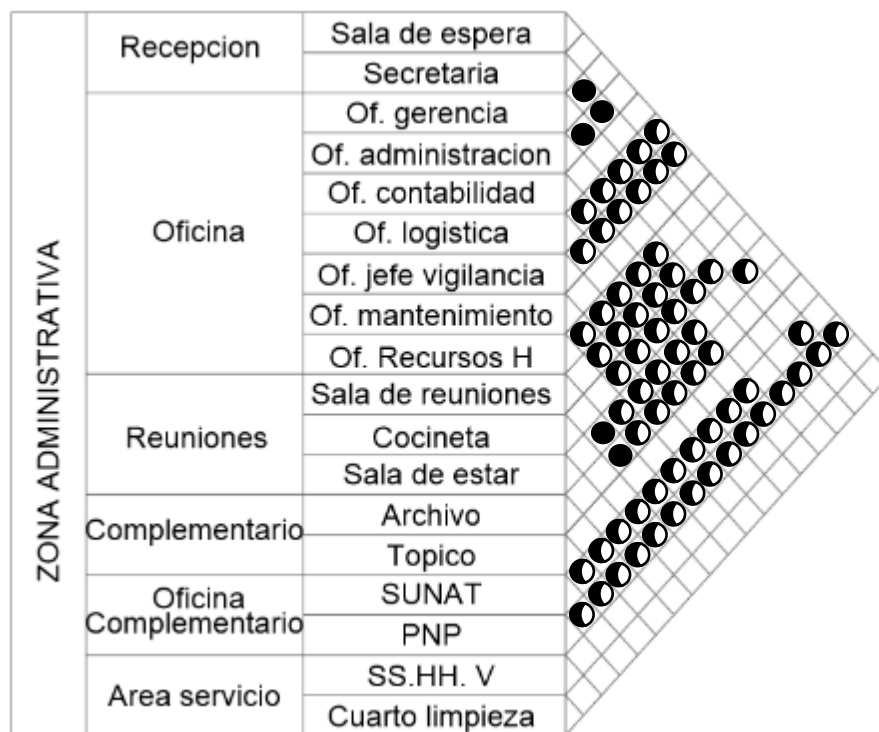 ZONA ADMINISTRATIVA
Recepcion
Sala de espera
Secretaria
Oficina
Of. gerencia
Of. administracion
Of. contabilidad
Of. logistica
Of. jefe vigilancia
Of. mantenimiento
Of. Recursos H
Reuniones
Sala de reuniones
Cocineta
Sala de estar
Complementario
Archivo
Topico
Oficina
Complementario
SUNAT
PNP
Area servicio
SS.HH. V
Cuarto limpieza